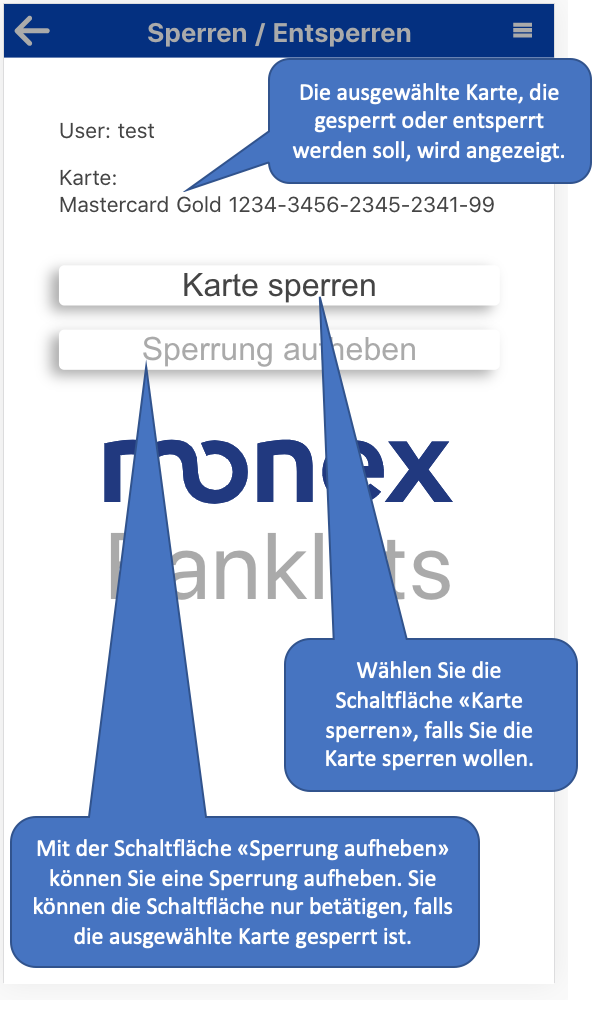 Sperren / Entsperren
Die ausgewählte Karte, die
gesperrt oder entsperrt
werden soll, wird angezeigt.
User: test
Karte:
Mastercard Gold 1234-3456-2345-2341-99
Karte sperren
Sperrung aufheben
monex
Wählen Sie die
Schaltfläche «Karte
sperren», falls Sie die
Karte sperren wollen.
Mit der Schaltfläche «Sperrung aufheben»
können Sie eine Sperrung aufheben. Sie
können die Schaltfläche nur betätigen, falls
die ausgewählte Karte gesperrt ist.